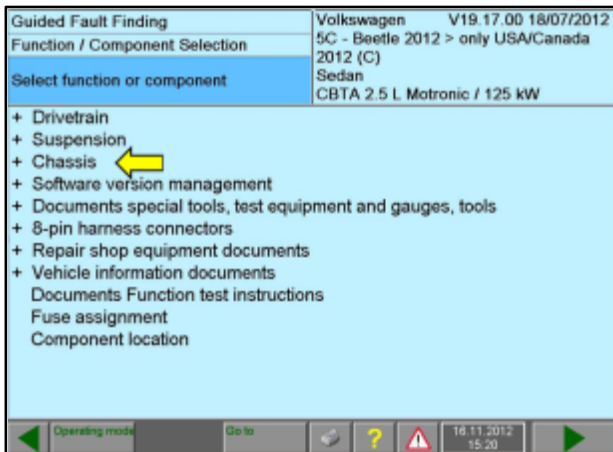 Guided Fault Finding
Function / Component Selection
Select function or component
Volkswagen V19.17.00 18/07/2012
5C - Beetle 2012 > only USA/Canada
2012 (C)
Sedan
CBTA 2.5 L Motronic / 125 kW
+ Drivetrain
+ Suspension
+ Chassis
+ Software version management
+ Documents special tools, test equipment and gauges, tools
+ 8-pin harness connectors
+ Repair shop equipment documents
+ Vehicle information documents
Documents Function test instructions
Fuse assignment
Component location
Operating mode
Go to
?
16.11.2012
15:20